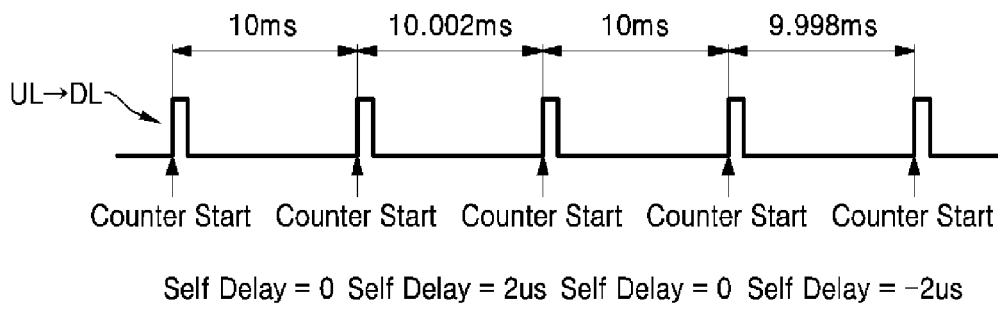 10ms 10.002ms 10ms 9.998ms
UL→DL
Counter Start Counter Start Counter Start Counter Start Counter Start
Self Delay = 0 Self Delay = 2us Self Delay = 0 Self Delay = −2us